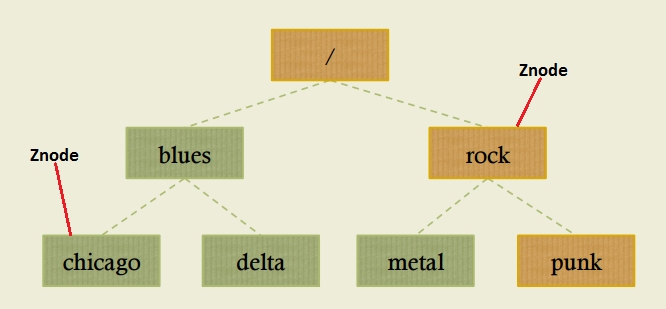 /
Znode
blues
rock
Znode
chicago
delta
metal
punk